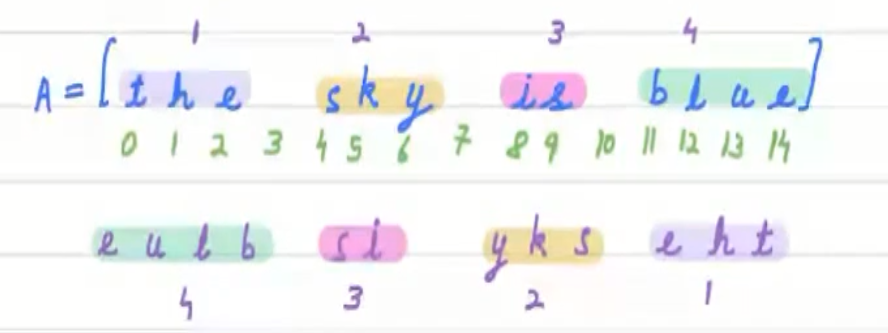 1 2 3 4
A = [ t h e s k y i s b l u e ]
0 1 2 3 4 5 6 7 8 9 10 11 12 13 14
e u l b s i y k s e h t
4 3 2 1